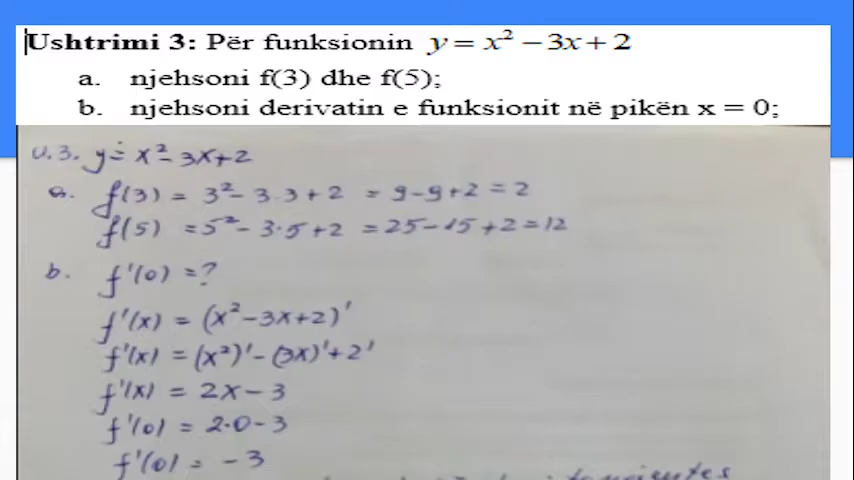 Ushtrimi 3: Për funksionin y = x² − 3x + 2
a. njehsoni f(3) dhe f(5);
b. njehsoni derivatin e funksionit në pikën x = 0;
U.3. y = x² - 3x+2
a. f(3) = 3² - 3·3 + 2 = 9-9+2 = 2
f(5) = 5² - 3·5+2 = 25-15+2=12
b. f'(0) = ?
f'(x) = (x²-3x+2)'
f'(x) = (x²)' - (3x)'+2'
f'(x) = 2x-3
f'(0) = 2·0-3
f'(0) = -3